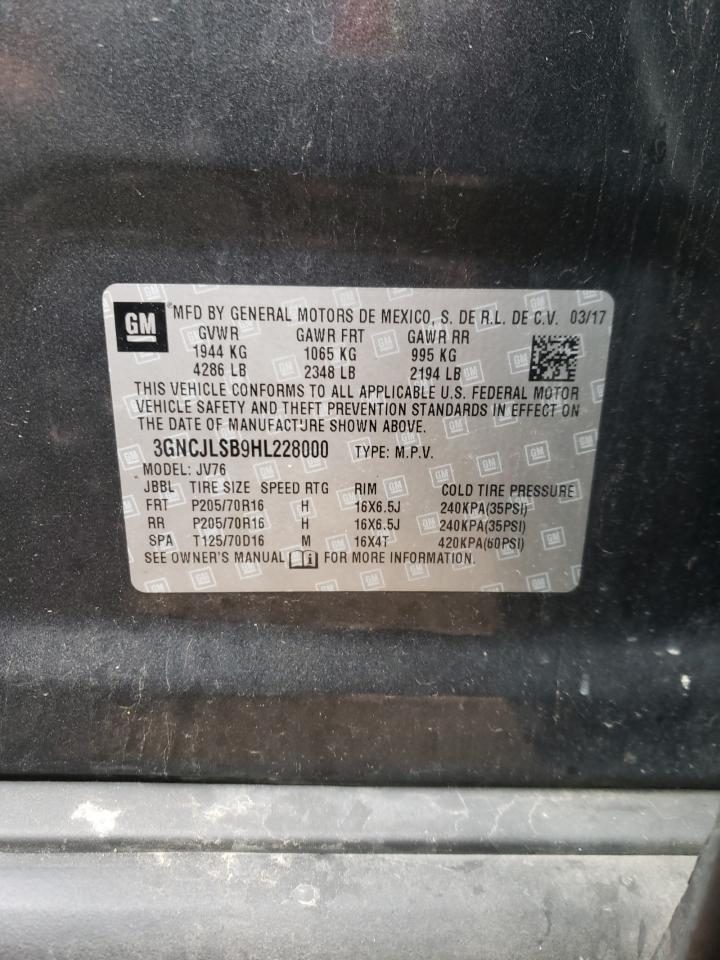 GM MFD BY GENERAL MOTORS DE MEXICO, S. DE R.L. DE C.V. 03/17
GVWR GAWR FRT GAWR RR
1944 KG 1065 KG 995 KG
4286 LB 2348 LB 2194 LB
THIS VEHICLE CONFORMS TO ALL APPLICABLE U.S. FEDERAL MOTOR
VEHICLE SAFETY AND THEFT PREVENTION STANDARDS IN EFFECT ON
THE DATE OF MANUFACTURE SHOWN ABOVE.
3GNCJLSB9HL228000 TYPE: M.P.V.
MODEL: JV76
JBBL TIRE SIZE SPEED RTG RIM COLD TIRE PRESSURE
FRT P205/70R16 H 16X6.5J 240KPA(35PSI)
RR P205/70R16 H 16X6.5J 240KPA(35PSI)
SPA T125/70D16 M 16X4T 420KPA(60PSI)
SEE OWNER'S MANUAL i FOR MORE INFORMATION.